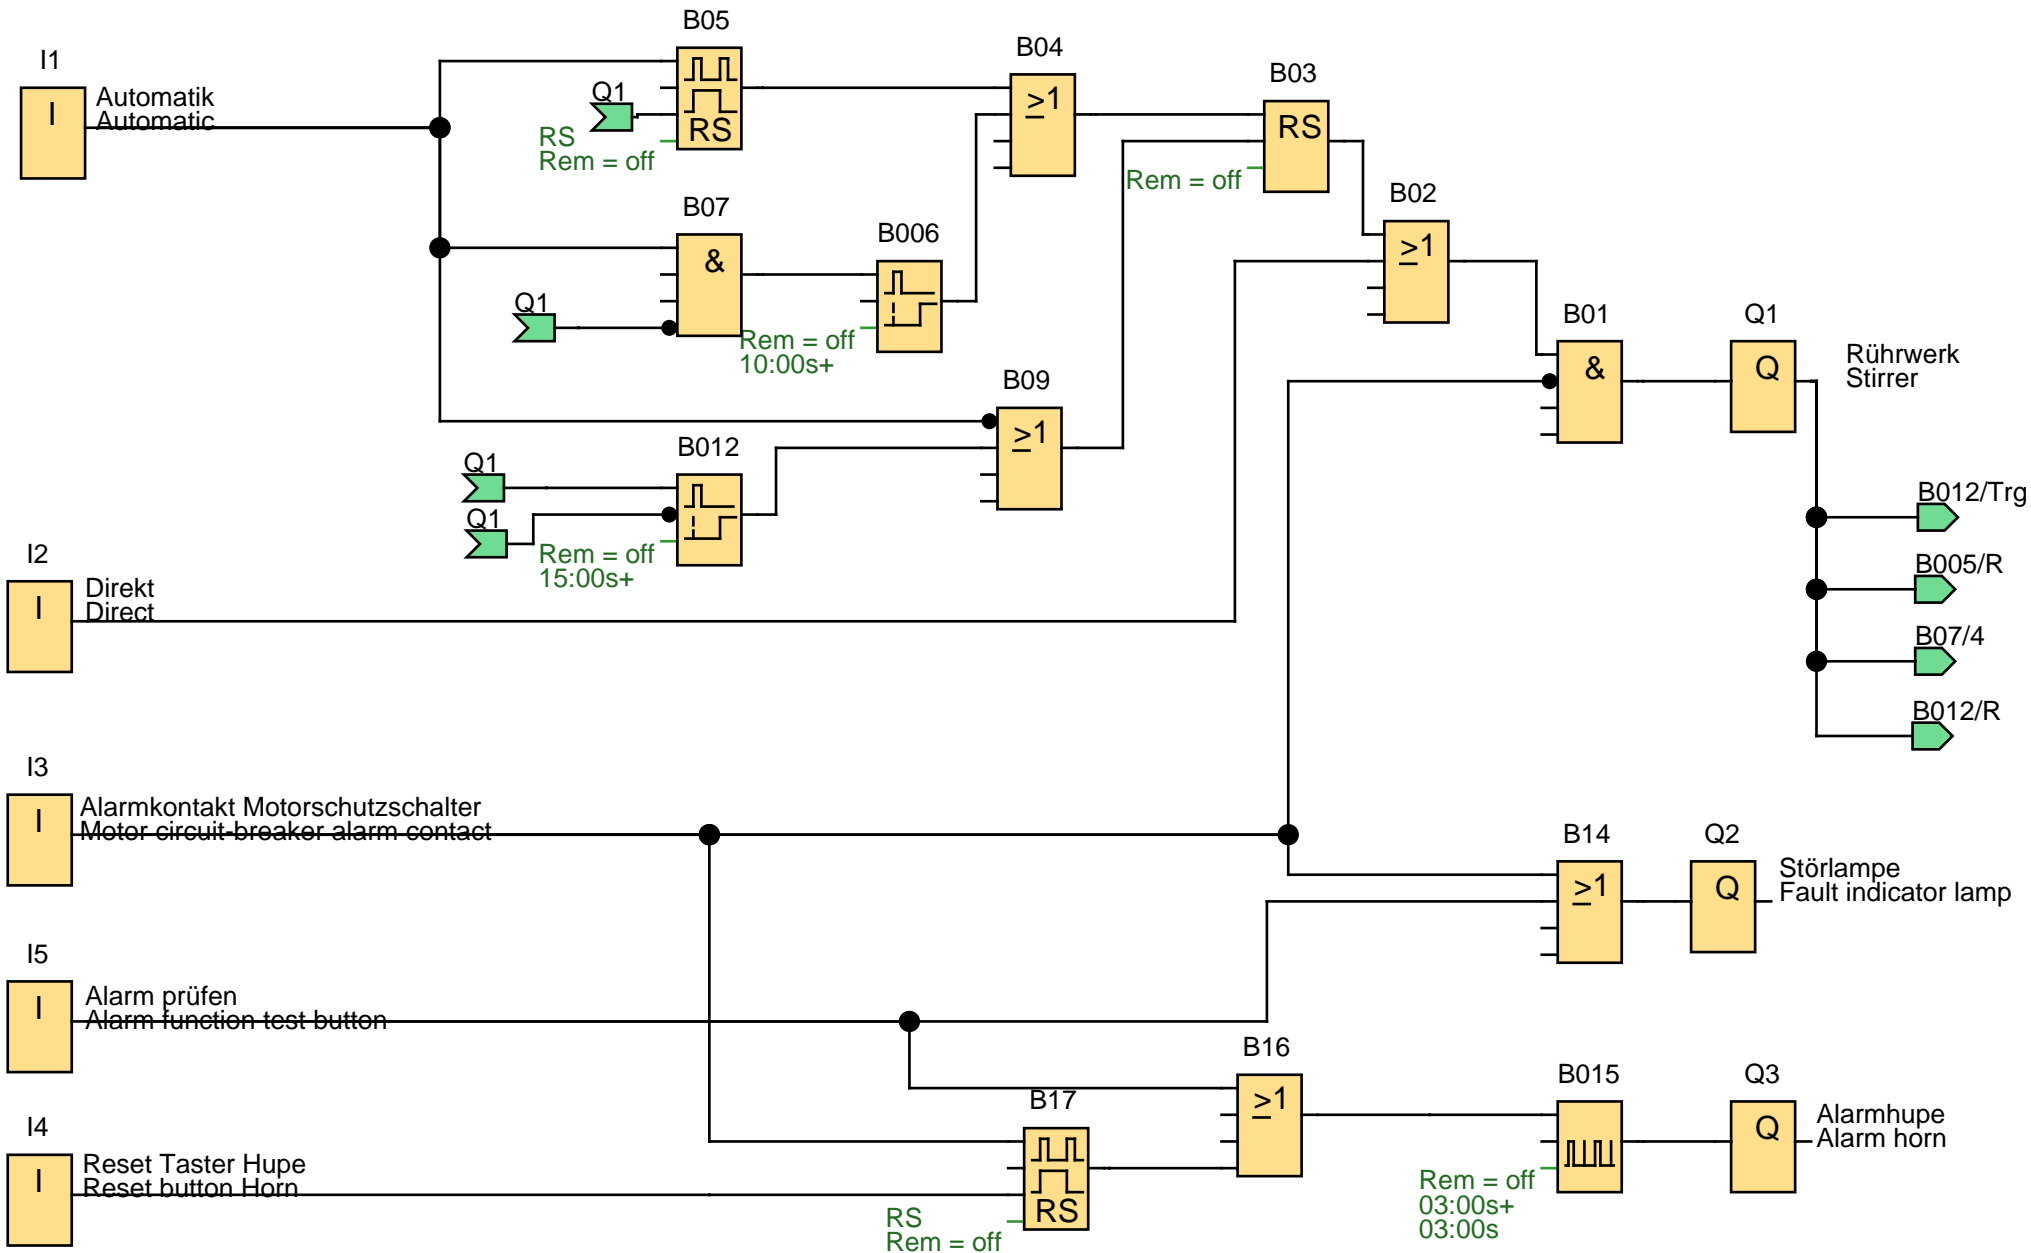 B05
B04
I1
B03
I
Automatik
Automatic
Q1
RS
RS
Rem = off
≥1
RS
Rem = off
B07
B02
B006
&
≥1
Q1
Rem = off
10:00s+
B01
Q1
&
Q
Rührwerk
Stirrer
B09
≥1
B012
Q1
Q1
Rem = off
15:00s+
B012/Trg
I2
I
Direkt
Direct
B005/R
B07/4
B012/R
I3
I
Alarmkontakt Motorschutzschalter
Motor circuit-breaker alarm contact
B14
Q2
≥1
Q
Störlampe
Fault indicator lamp
I5
I
Alarm prüfen
Alarm function test button
B16
≥1
B17
B015
Q3
Q
Alarmhupe
Alarm horn
I4
I
Reset Taster Hupe
Reset button Horn
RS
RS
Rem = off
Rem = off
03:00s+
03:00s